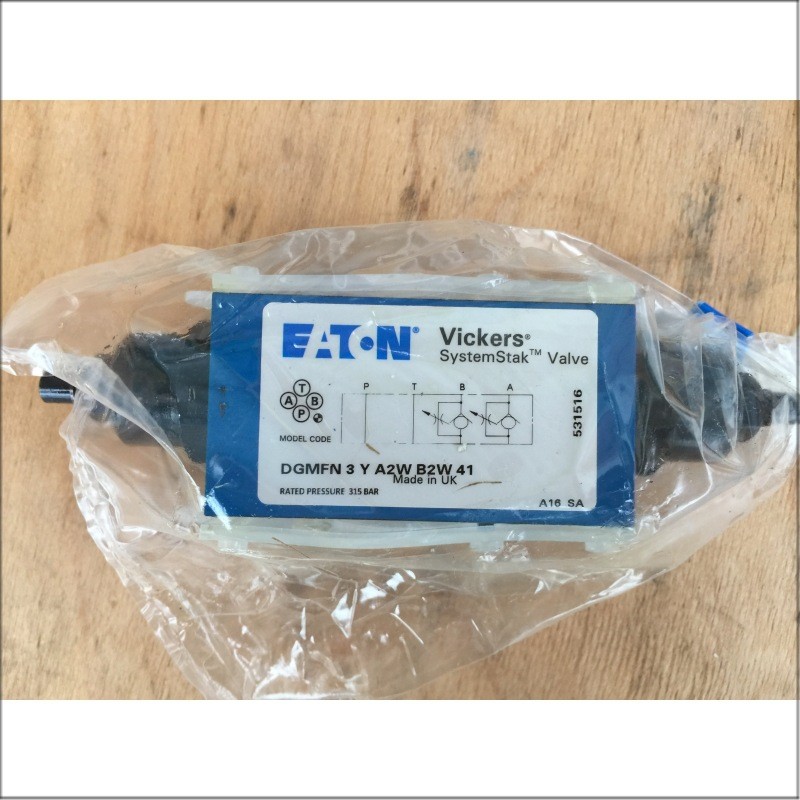 EATON®
Vickers®
SystemStak™ Valve
T
A B
P
P T B A
MODEL CODE
DGMFN 3 Y A2W B2W 41
Made in UK
RATED PRESSURE 315 BAR
A16 SA
531516